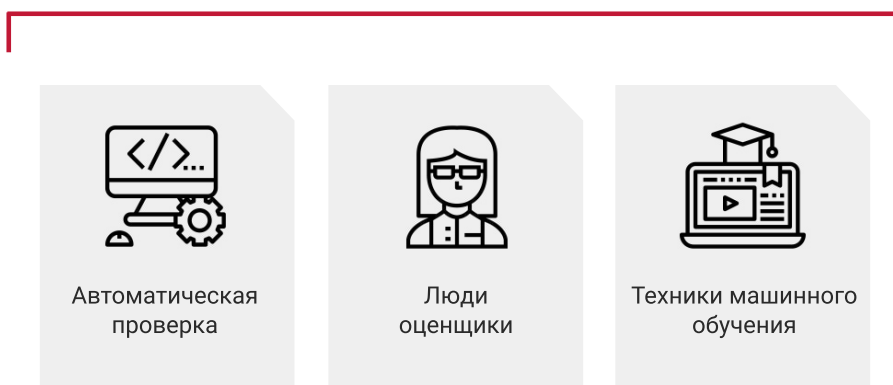 Автоматическая
проверка
Люди
оценщики
Техники машинного
обучения